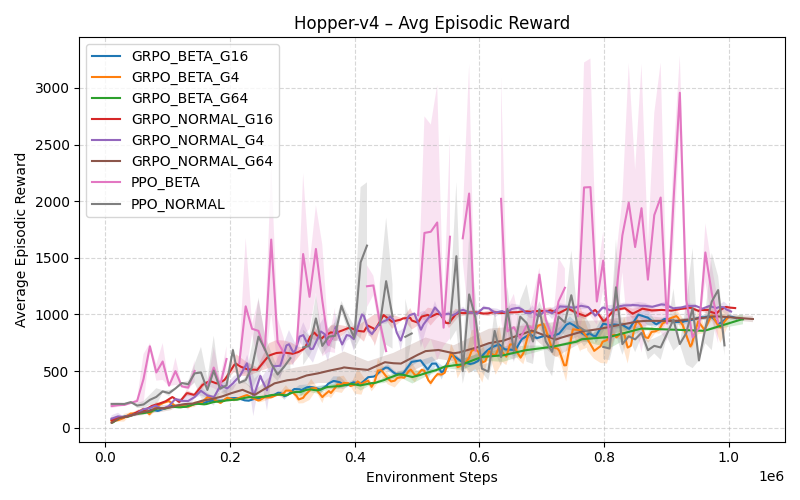 Hopper-v4 – Avg Episodic Reward
GRPO_BETA_G16
GRPO_BETA_G4
GRPO_BETA_G64
GRPO_NORMAL_G16
GRPO_NORMAL_G4
GRPO_NORMAL_G64
PPO_BETA
PPO_NORMAL
Average Episodic Reward
3000
2500
2000
1500
1000
500
0
0.0 0.2 0.4 0.6 0.8 1.0
1e6
Environment Steps